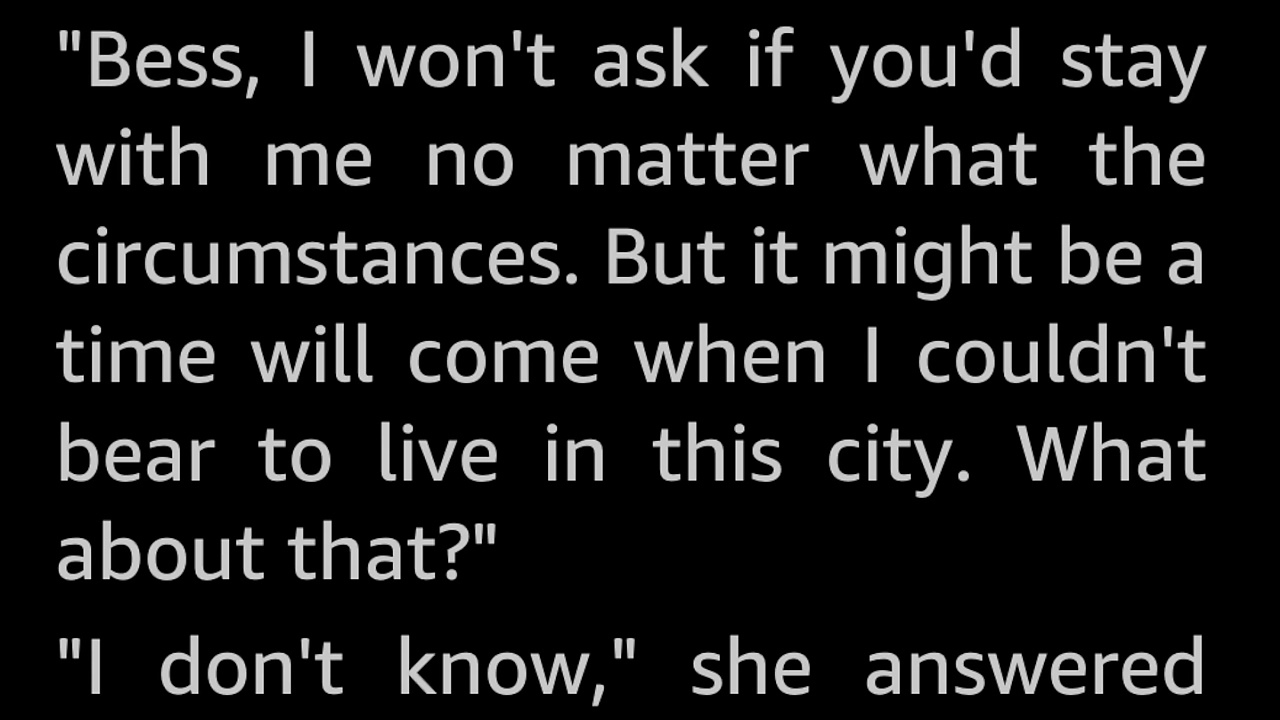 "Bess, I won't ask if you'd stay
with me no matter what the
circumstances. But it might be a
time will come when I couldn't
bear to live in this city. What
about that?"
"I don't know," she answered